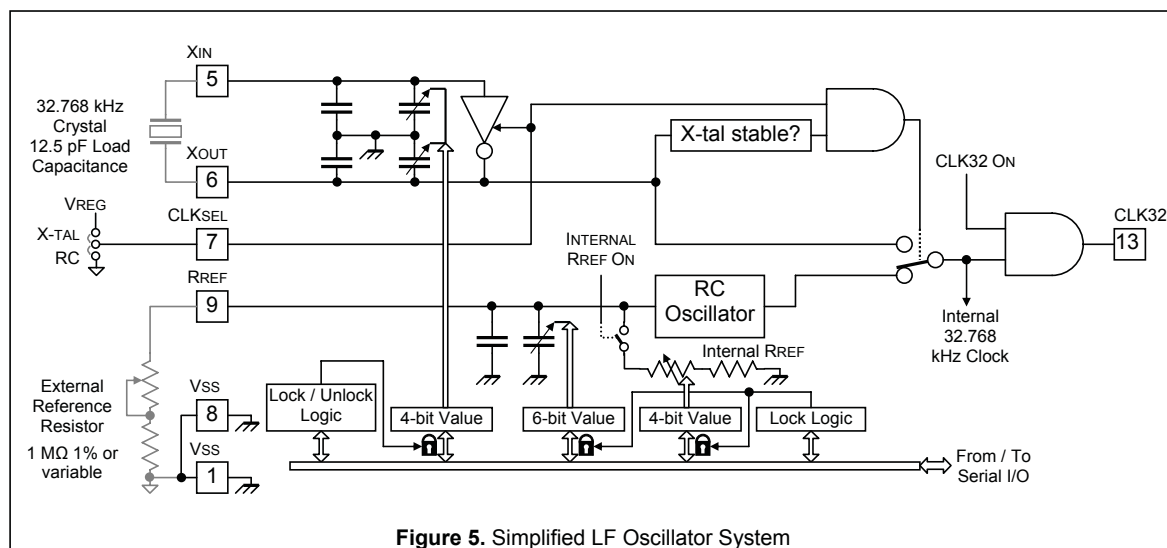 XIN
5
32.768 kHz
Crystal
12.5 pF Load
Capacitance
XOUT
6
X-tal stable?
CLK32 ON
VREG
CLKSEL
X-TAL
7
RC
CLK32
13
INTERNAL
RREF ON
RREF
9
RC
Oscillator
Internal
32.768
kHz Clock
Internal RREF
External
Reference
Resistor
1 MΩ 1% or
variable
VSS
8
VSS
1
Lock / Unlock
Logic
4-bit Value
6-bit Value
4-bit Value
Lock Logic
From / To
Serial I/O
Figure 5. Simplified LF Oscillator System